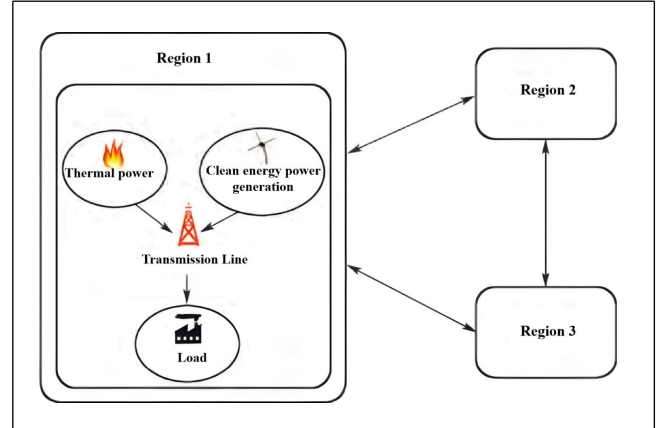 Region 1
Thermal power
Clean energy power
generation
Transmission Line
Load
Region 2
Region 3